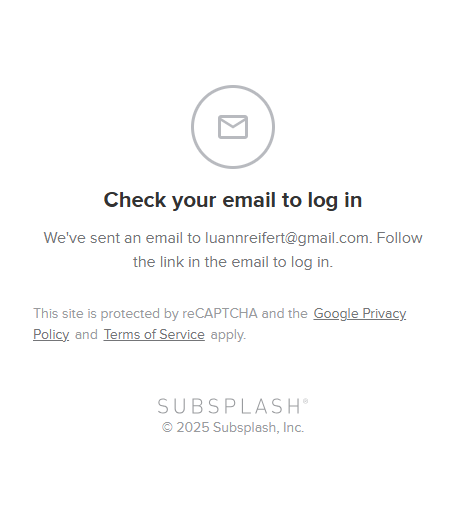 Check your email to log in
We've sent an email to luannreifert@gmail.com. Follow
the link in the email to log in.
This site is protected by reCAPTCHA and the Google Privacy
Policy and Terms of Service apply.
SUBSPLASH®
© 2025 Subsplash, Inc.